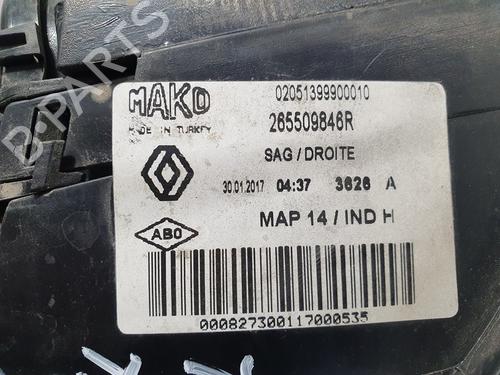 B-PARTS
MAKO
MADE IN TURKEY
02051399900010
265509846R
SAG / DROITE
30.01.2017 04:37 3628 A
MAP 14 / IND H
ABO
000827300117000535